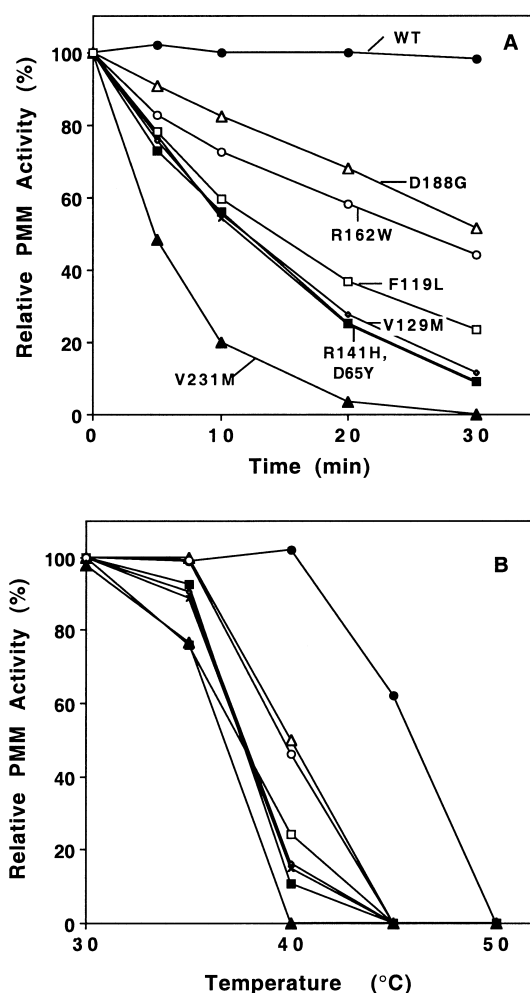 A
Relative PMM Activity (%)
100
80
60
40
20
0
WT
D188G
R162W
F119L
V129M
R141H,
D65Y
V231M
0 10 20 30
Time (min)
B
Relative PMM Activity (%)
100
80
60
40
20
0
30 40 50
Temperature (°C)